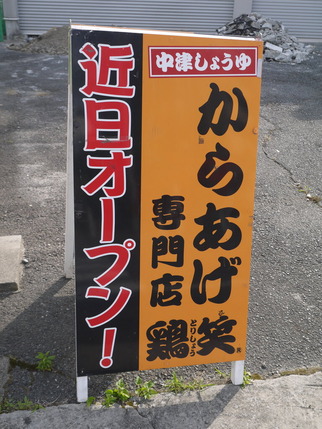 中津しょうゆ
からあげ
専門店
鶏笑
とりしょう
近日オープン！